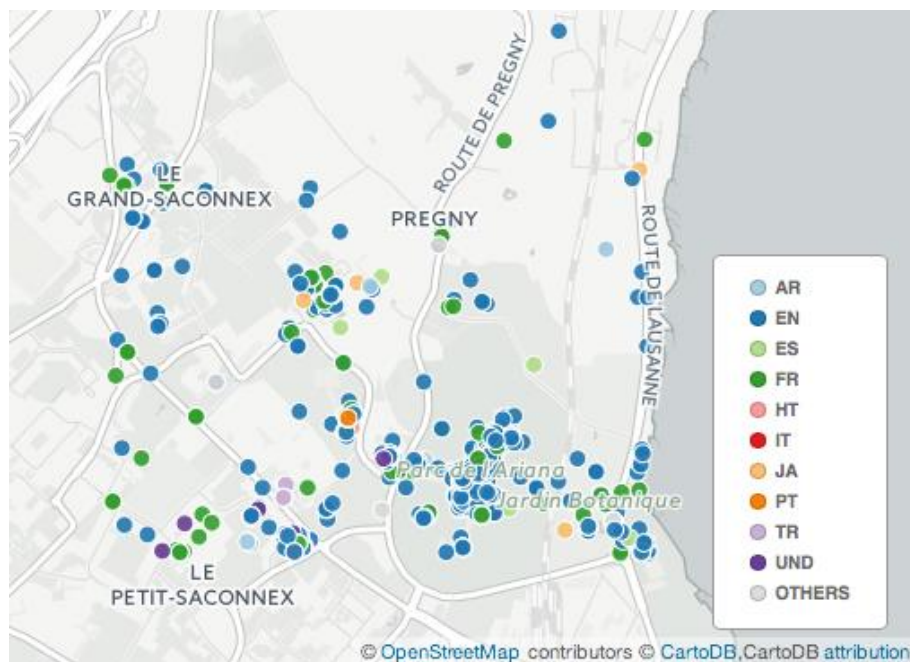 ROUTE DE PREGNY
LE
GRAND-SACONNEX
PREGNY
ROUTE DE LAUSANNE
AR
EN
ES
FR
HT
IT
JA
PT
TR
UND
OTHERS
Parc de l'Ariana
Jardin Botanique
LE
PETIT-SACONNEX
© OpenStreetMap contributors © CartoDB,CartoDB attribution